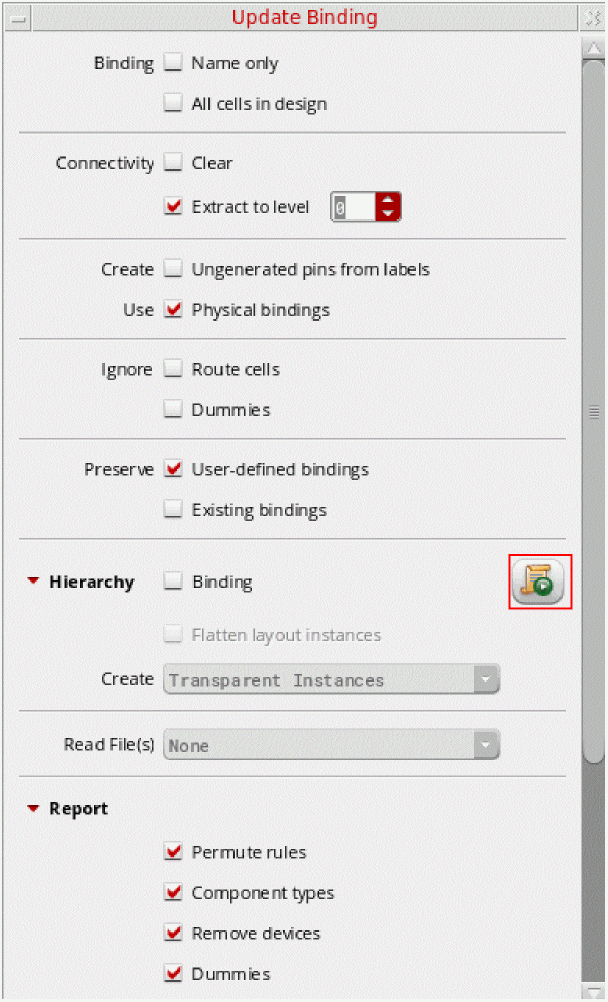 Update Binding
Binding Name only
All cells in design
Connectivity Clear
Extract to level 0
Create Ungenerated pins from labels
Use Physical bindings
Ignore Route cells
Dummies
Preserve User-defined bindings
Existing bindings
Hierarchy Binding
Flatten layout instances
Create Transparent Instances
Read File(s) None
Report
Permute rules
Component types
Remove devices
Dummies